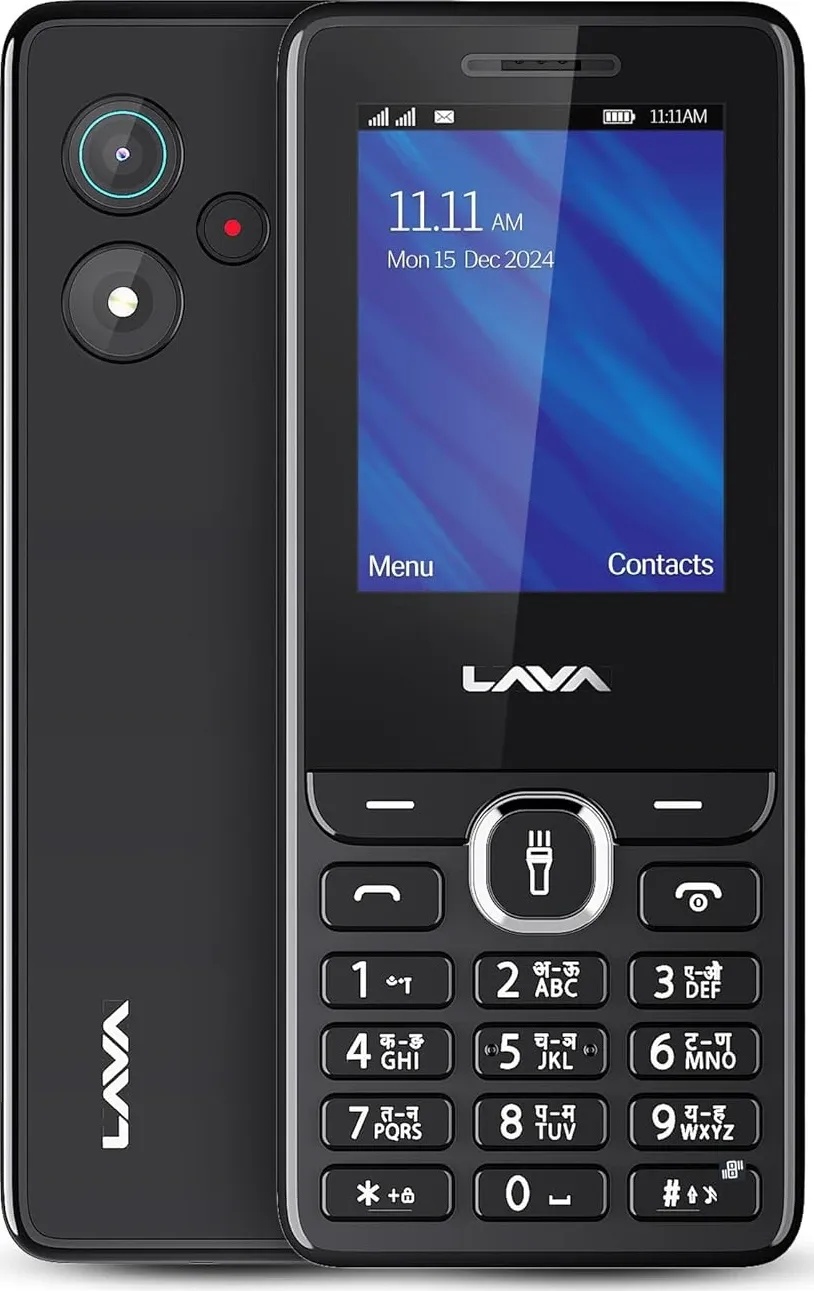 11:11AM
11.11 AM
Mon 15 Dec 2024
Menu
Contacts
LAVA
LAVA
1
2 अ-ऊ ABC
3 ए-औ DEF
4 क-ङ GHI
5 च-ञ JKL
6 ट-ण MNO
7 त-न PQRS
8 प-म TUV
9 य-ह WXYZ
* +
0
#